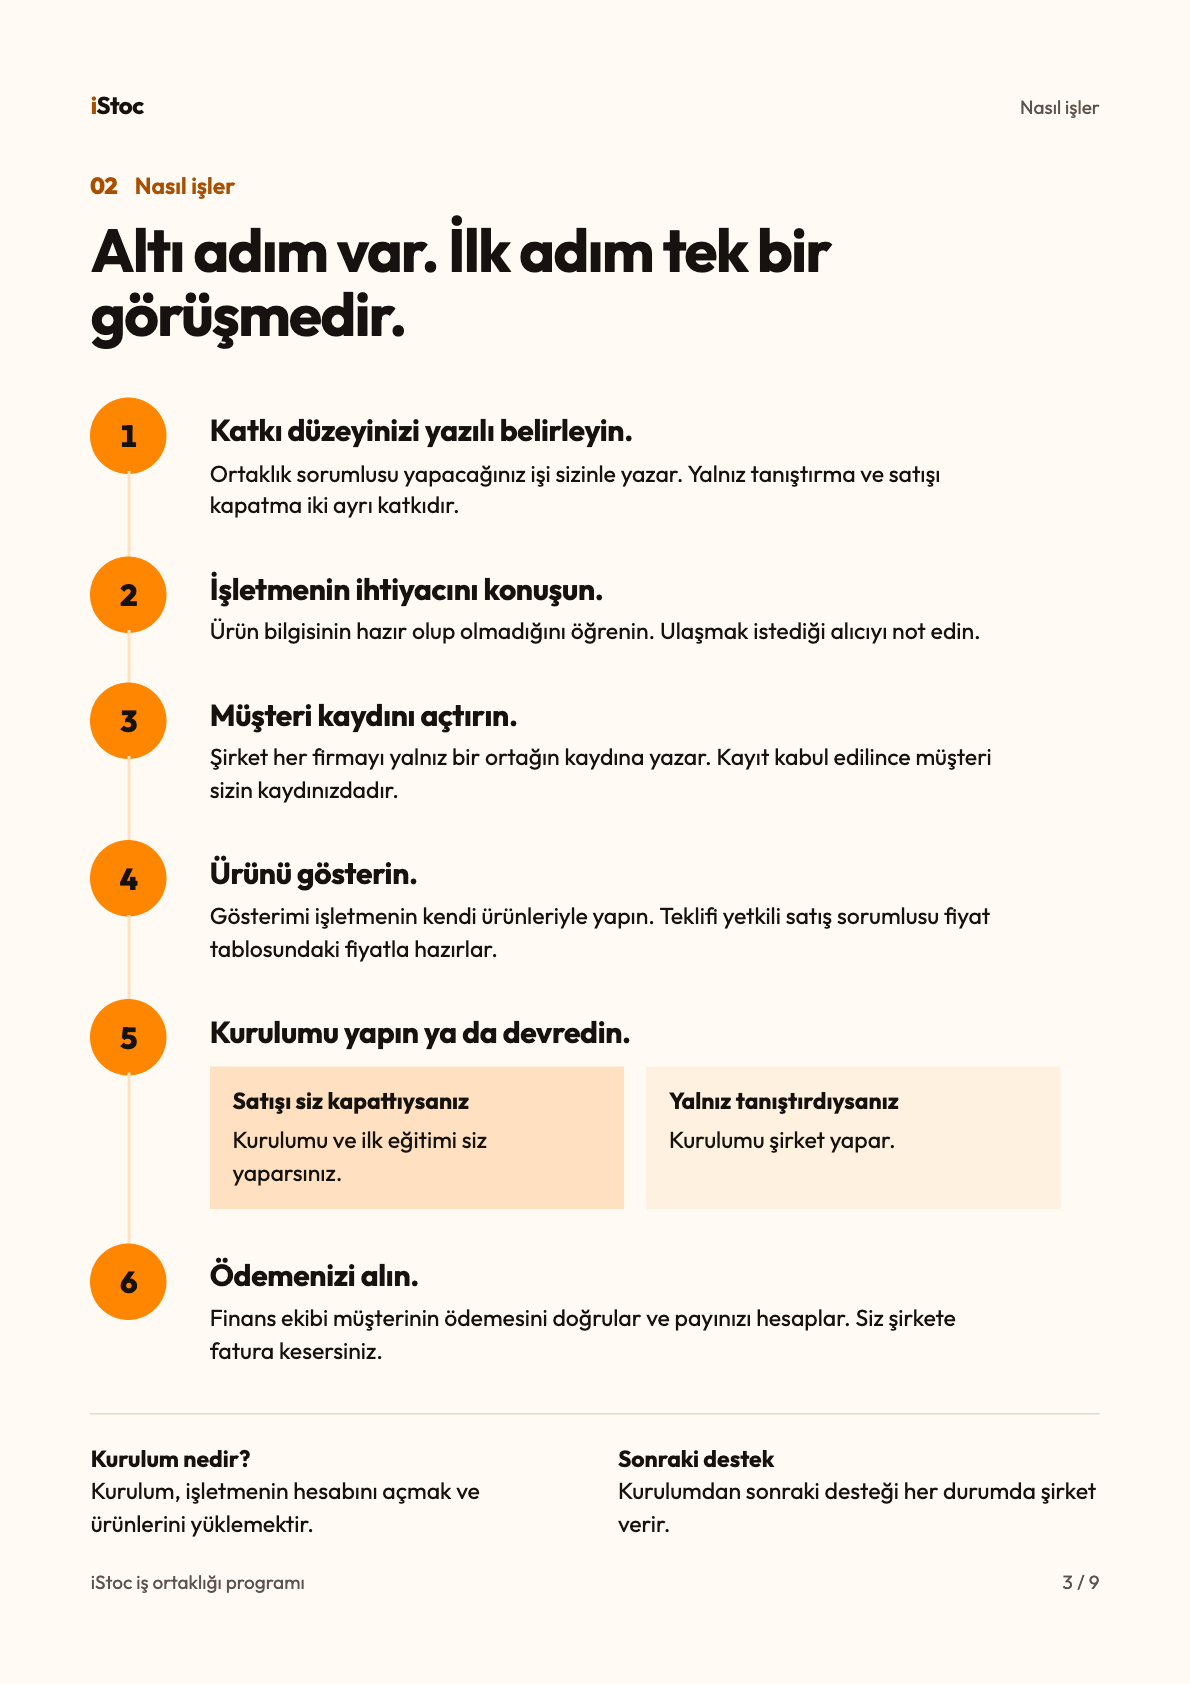 iStoc
Nasıl işler
02 Nasıl işler
Altı adım var. İlk adım tek bir
görüşmedir.
1
Katkı düzeyinizi yazılı belirleyin.
Ortaklık sorumlusu yapacağınız işi sizinle yazar. Yalnız tanıştırma ve satışı
kapatma iki ayrı katkıdır.
2
İşletmenin ihtiyacını konuşun.
Ürün bilgisinin hazır olup olmadığını öğrenin. Ulaşmak istediği alıcıyı not edin.
3
Müşteri kaydını açtırın.
Şirket her firmayı yalnız bir ortağın kaydına yazar. Kayıt kabul edilince müşteri
sizin kaydınızdadır.
4
Ürünü gösterin.
Gösterimi işletmenin kendi ürünleriyle yapın. Teklifi yetkili satış sorumlusu fiyat
tablosundaki fiyatla hazırlar.
5
Kurulumu yapın ya da devredin.
Satışı siz kapattıysanız
Kurulumu ve ilk eğitimi siz
yaparsınız.
Yalnız tanıştırdıysanız
Kurulumu şirket yapar.
6
Ödemenizi alın.
Finans ekibi müşterinin ödemesini doğrular ve payınızı hesaplar. Siz şirkete
fatura kesersiniz.
Kurulum nedir?
Kurulum, işletmenin hesabını açmak ve
ürünlerini yüklemektir.
Sonraki destek
Kurulumdan sonraki desteği her durumda şirket
verir.
iStoc iş ortaklığı programı
3 / 9